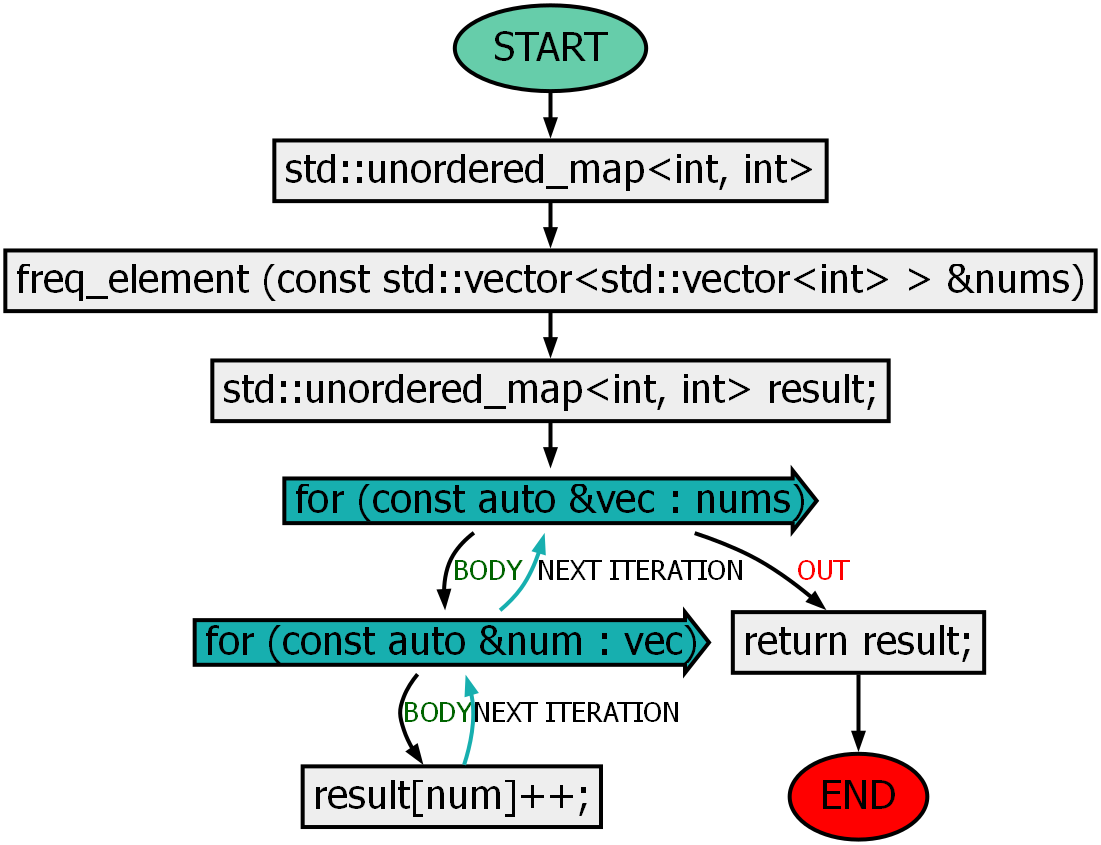 START
std::unordered_map<int, int>
freq_element (const std::vector<std::vector<int> > &nums)
std::unordered_map<int, int> result;
for (const auto &vec : nums)
BODY
NEXT ITERATION
OUT
for (const auto &num : vec)
return result;
BODY
NEXT ITERATION
result[num]++;
END